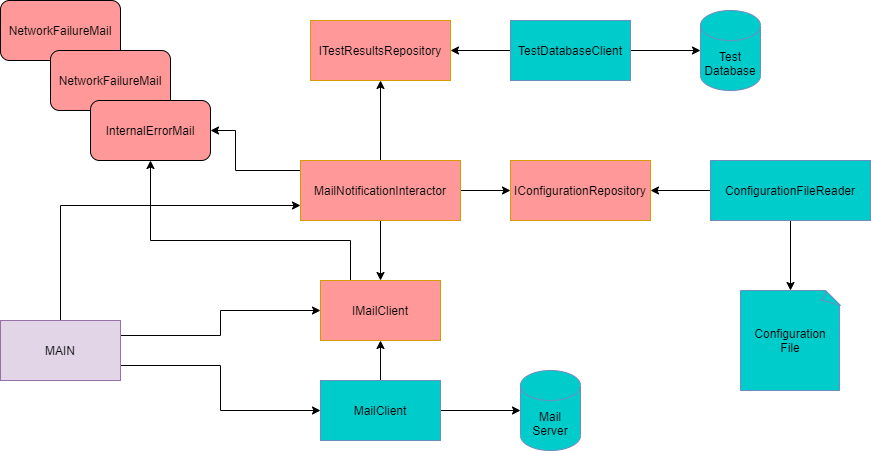 NetworkFailureMail
NetworkFailureMail
InternalErrorMail
ITestResultsRepository
TestDatabaseClient
Test
Database
MailNotificationInteractor
IConfigurationRepository
ConfigurationFileReader
IMailClient
MAIN
Configuration
File
MailClient
Mail
Server